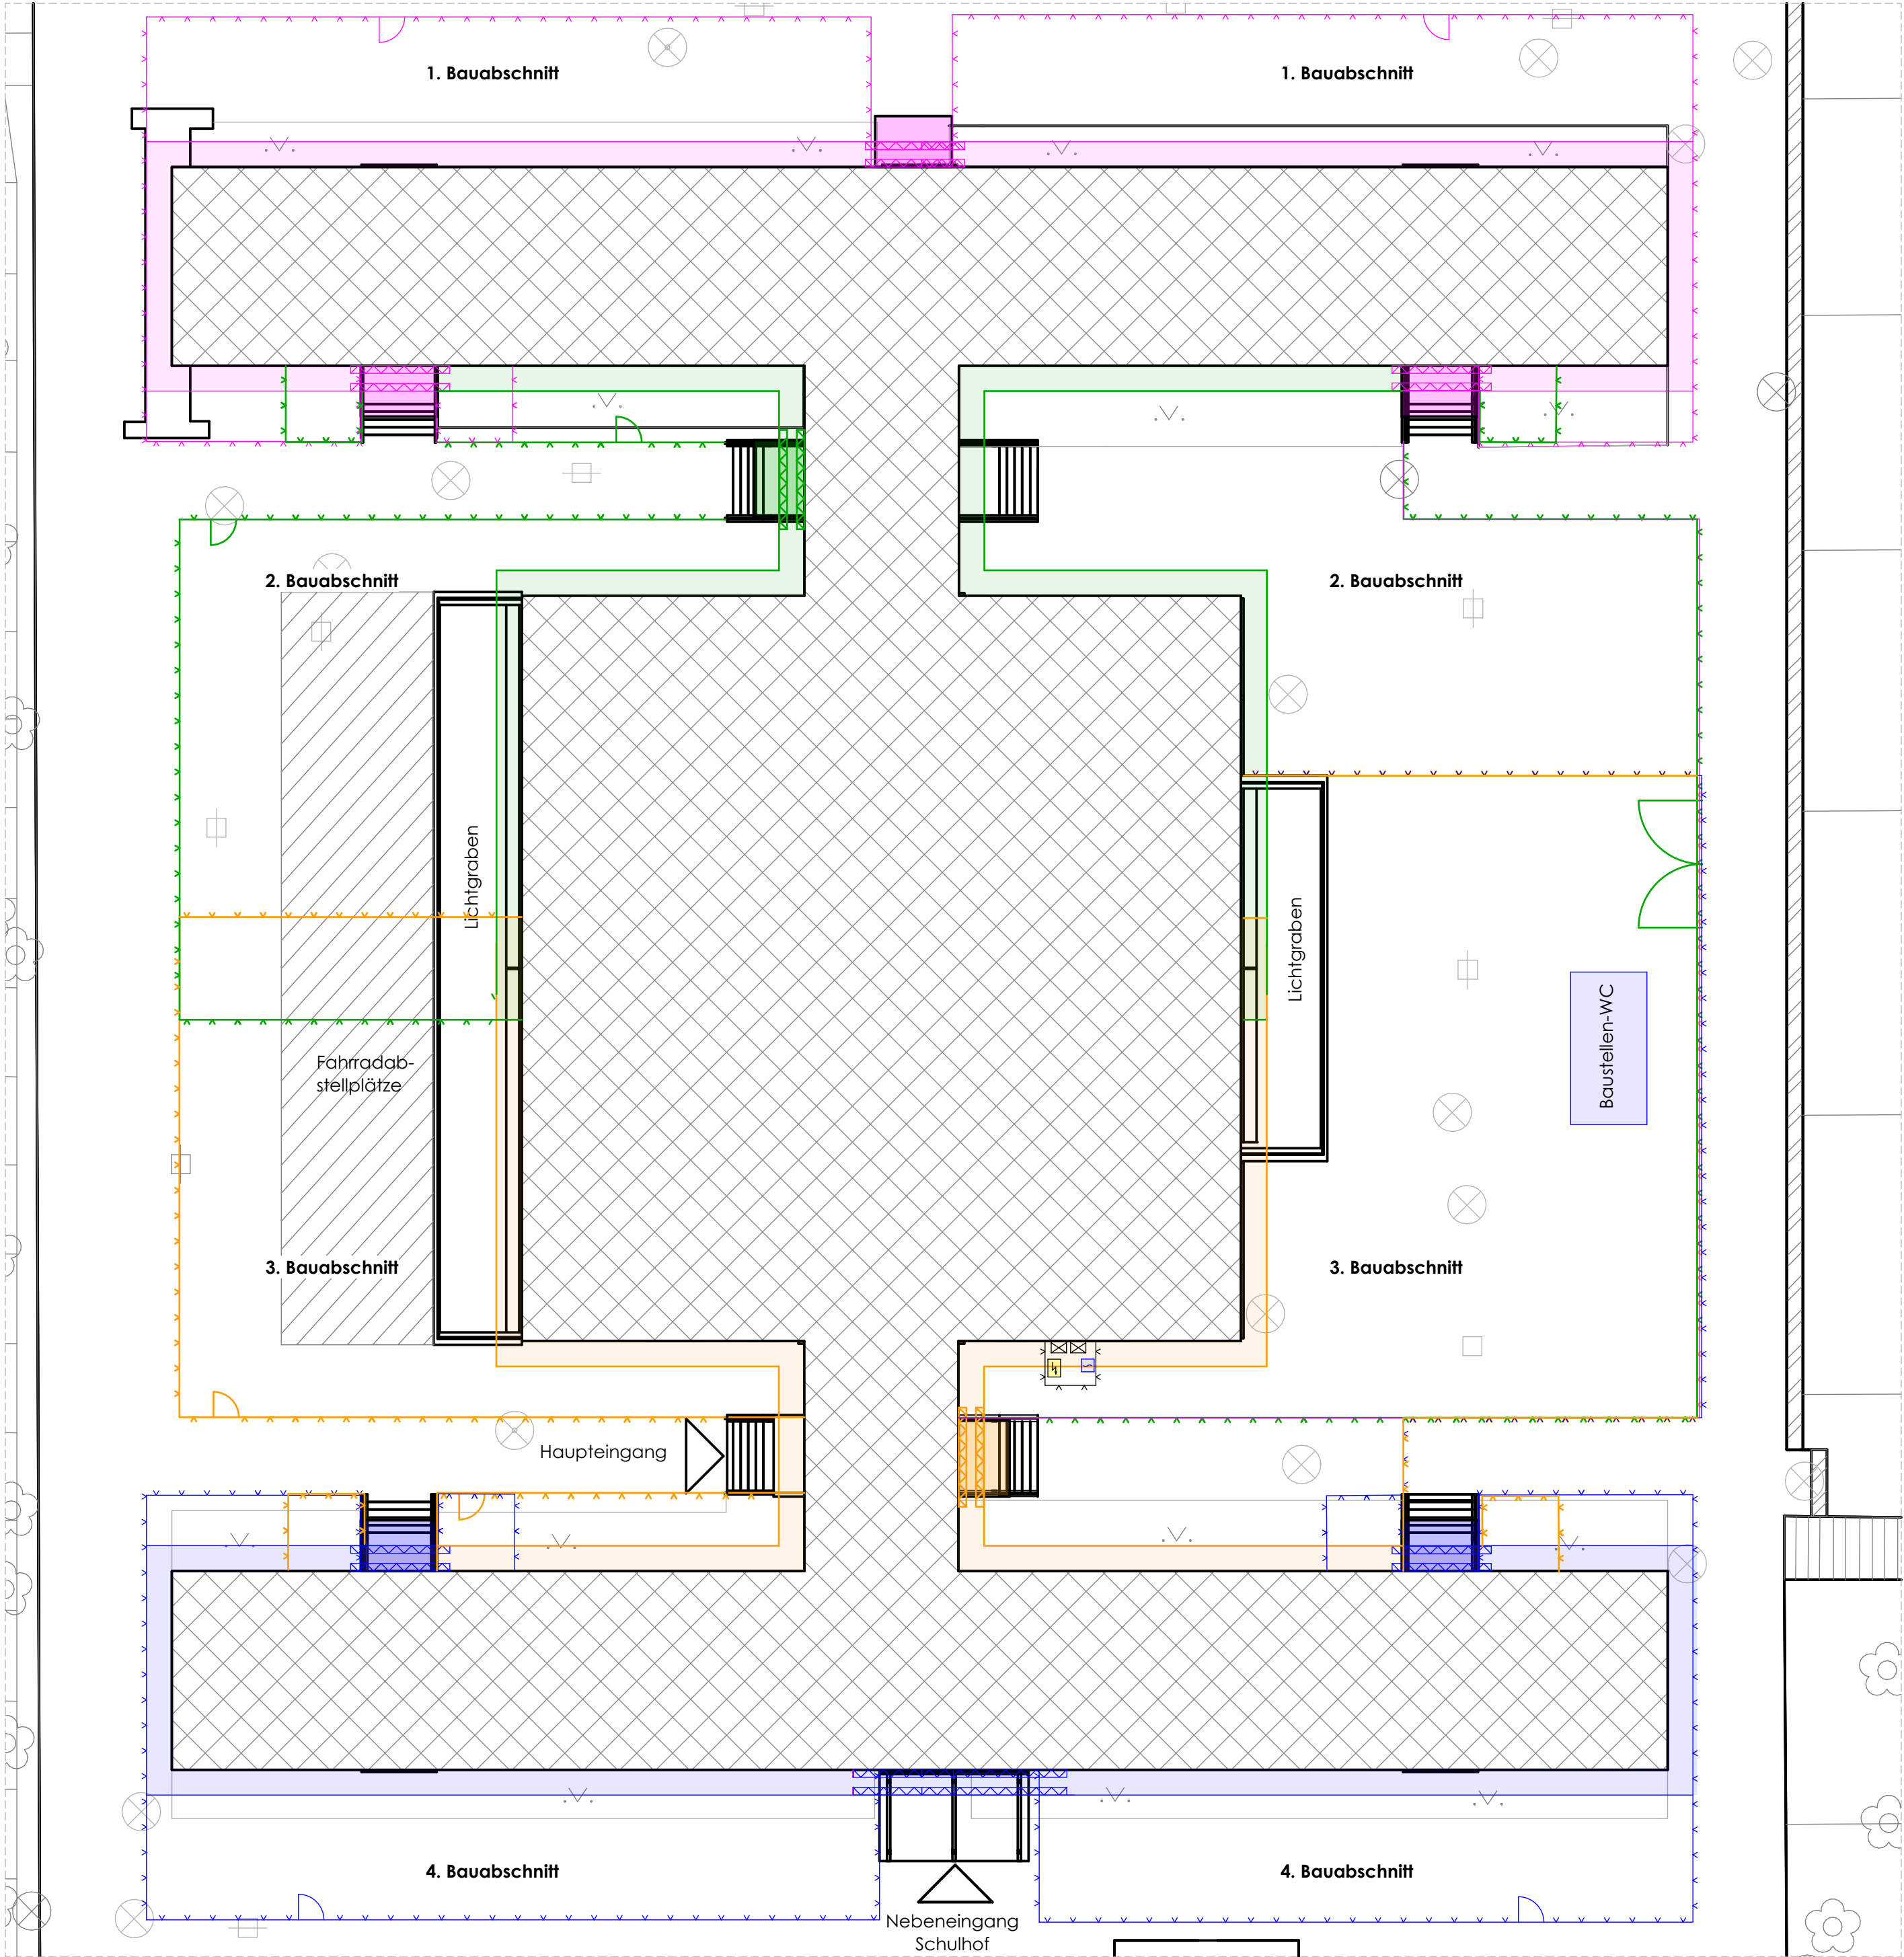 1. Bauabschnitt
1. Bauabschnitt
2. Bauabschnitt
2. Bauabschnitt
Lichtgraben
Lichtgraben
Baustellen-WC
Fahrradab-
stellplätze
3. Bauabschnitt
3. Bauabschnitt
Haupteingang
4. Bauabschnitt
4. Bauabschnitt
Nebeneingang
Schulhof